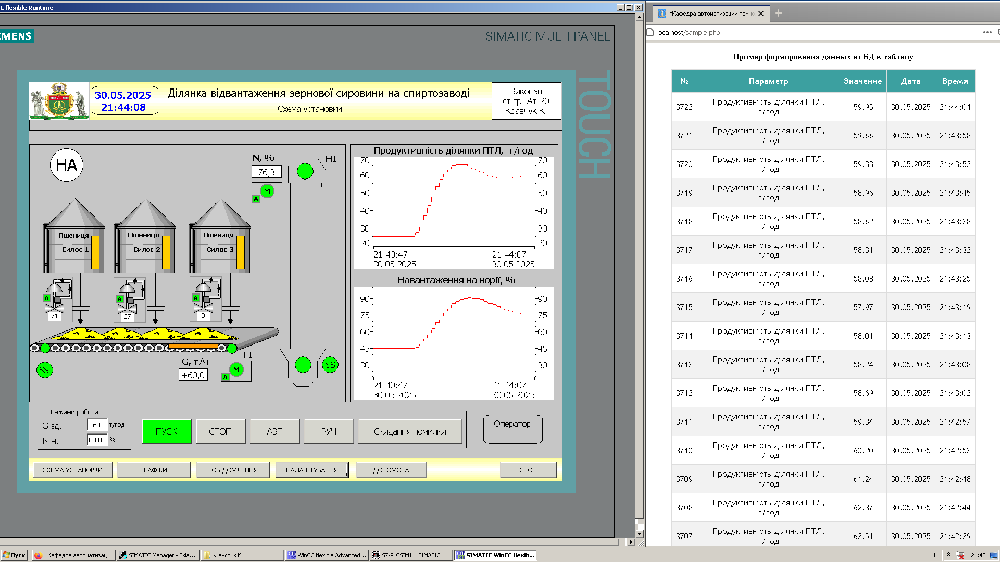 CC flexible Runtime
EMENS
SIMATIC MULTI PANEL
TOUCH
30.05.2025
21:44:08
Ділянка відвантаження зернової сировини на спиртозаводі
Схема установки
Виконав
ст.гр. Ат-20
Кравчук К.
НА
N, %
76,3
M
A
H1
Пшениця
Силос 1
Пшениця
Силос 2
Пшениця
Силос 3
A
71
A
67
A
0
SS
G, т/ч
+60,0
T1
M
A
SS
Продуктивність ділянки ПТЛ, т/год
70 70
60 60
50 50
40 40
30 30
20 20
21:40:47 21:44:07
30.05.2025 30.05.2025
Навантаження на норії, %
90 90
75 75
60 60
45 45
30 30
21:40:47 21:44:07
30.05.2025 30.05.2025
Режими роботи
G зд. +60 т/год
N н. 80,0 %
ПУСК СТОП АВТ РУЧ Скидання помилки
Оператор
СХЕМА УСТАНОВКИ ГРАФІКИ ПОВІДОМЛЕННЯ НАЛАШТУВАННЯ ДОПОМОГА СТОП
«Кафедра автоматизации техно
localhost/sample.php
Пример формирования данных из БД в таблицу
№ Параметр Значение Дата Время
3722 Продуктивність ділянки ПТЛ, т/год 59.95 30.05.2025 21:44:04
3721 Продуктивність ділянки ПТЛ, т/год 59.66 30.05.2025 21:43:58
3720 Продуктивність ділянки ПТЛ, т/год 59.33 30.05.2025 21:43:52
3719 Продуктивність ділянки ПТЛ, т/год 58.96 30.05.2025 21:43:45
3718 Продуктивність ділянки ПТЛ, т/год 58.62 30.05.2025 21:43:38
3717 Продуктивність ділянки ПТЛ, т/год 58.31 30.05.2025 21:43:32
3716 Продуктивність ділянки ПТЛ, т/год 58.08 30.05.2025 21:43:25
3715 Продуктивність ділянки ПТЛ, т/год 57.97 30.05.2025 21:43:19
3714 Продуктивність ділянки ПТЛ, т/год 58.01 30.05.2025 21:43:13
3713 Продуктивність ділянки ПТЛ, т/год 58.24 30.05.2025 21:43:08
3712 Продуктивність ділянки ПТЛ, т/год 58.69 30.05.2025 21:43:02
3711 Продуктивність ділянки ПТЛ, т/год 59.34 30.05.2025 21:42:57
3710 Продуктивність ділянки ПТЛ, т/год 60.20 30.05.2025 21:42:53
3709 Продуктивність ділянки ПТЛ, т/год 61.24 30.05.2025 21:42:48
3708 Продуктивність ділянки ПТЛ, т/год 62.37 30.05.2025 21:42:44
3707 Продуктивність ділянки ПТЛ, т/год 63.51 30.05.2025 21:42:39
Пуск «Кафедра автоматизац... SIMATIC Manager - Skla... Kravchuk K WinCC flexible Advanced... S7-PLCSIM1 SIMATIC ... SIMATIC WinCC flexib... RU 21:43